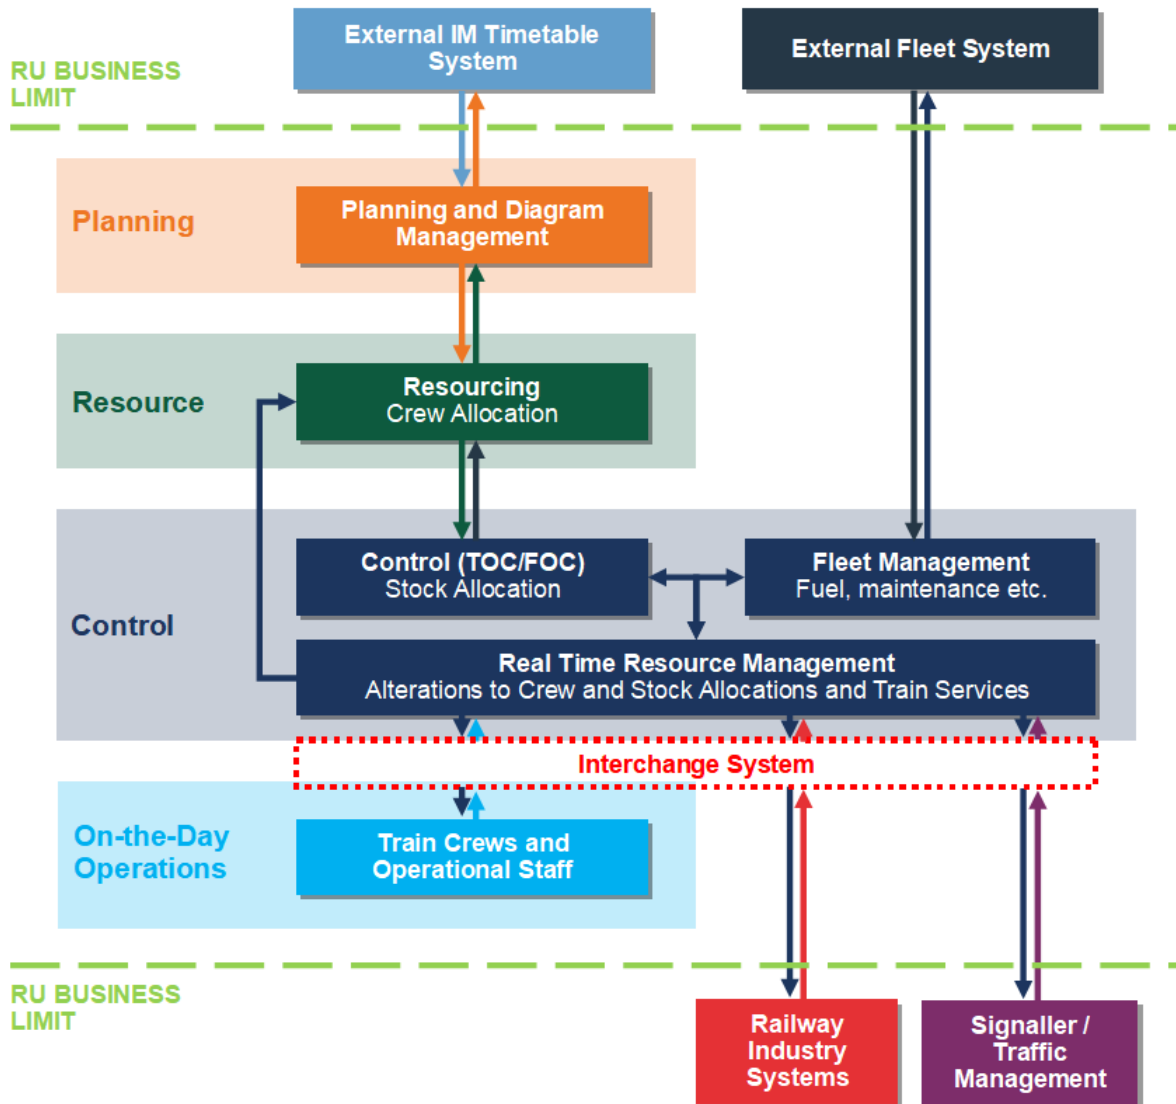 External IM Timetable
System
External Fleet System
RU BUSINESS
LIMIT
Planning
Planning and Diagram
Management
Resource
Resourcing
Crew Allocation
Control
Control (TOC/FOC)
Stock Allocation
Fleet Management
Fuel, maintenance etc.
Real Time Resource Management
Alterations to Crew and Stock Allocations and Train Services
Interchange System
On-the-Day
Operations
Train Crews and
Operational Staff
RU BUSINESS
LIMIT
Railway
Industry
Systems
Signaller /
Traffic
Management